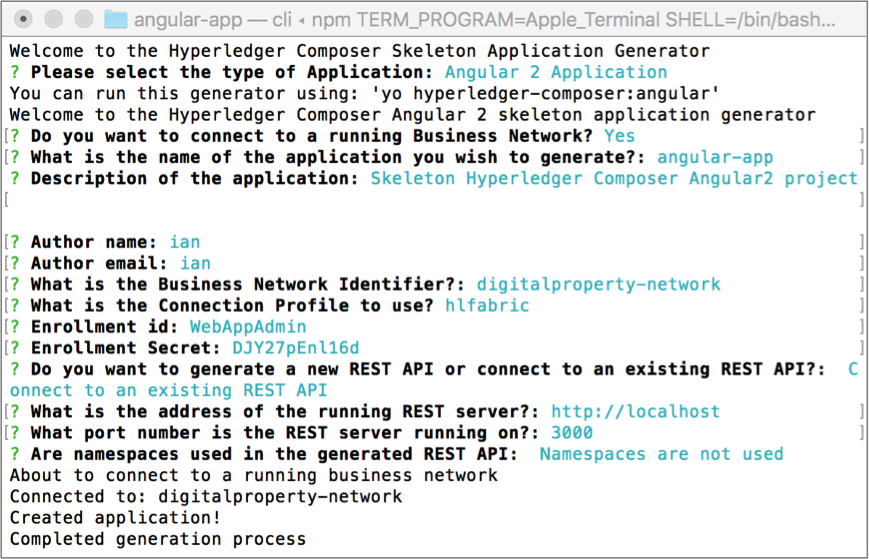 angular-app — cli ◂ npm TERM_PROGRAM=Apple_Terminal SHELL=/bin/bash...
Welcome to the Hyperledger Composer Skeleton Application Generator
? Please select the type of Application: Angular 2 Application
You can run this generator using: 'yo hyperledger-composer:angular'
Welcome to the Hyperledger Composer Angular 2 skeleton application generator
[? Do you want to connect to a running Business Network? Yes ]
[? What is the name of the application you wish to generate?: angular-app ]
? Description of the application: Skeleton Hyperledger Composer Angular2 project
[ ]
[? Author name: ian ]
[? Author email: ian ]
[? What is the Business Network Identifier?: digitalproperty-network ]
[? What is the Connection Profile to use? hlfabric ]
[? Enrollment id: WebAppAdmin ]
[? Enrollment Secret: DJY27pEnl16d ]
? Do you want to generate a new REST API or connect to an existing REST API?:  C
onnect to an existing REST API
[? What is the address of the running REST server?: http://localhost ]
[? What port number is the REST server running on?: 3000 ]
? Are namespaces used in the generated REST API:  Namespaces are not used
About to connect to a running business network
Connected to: digitalproperty-network
Created application!
Completed generation process